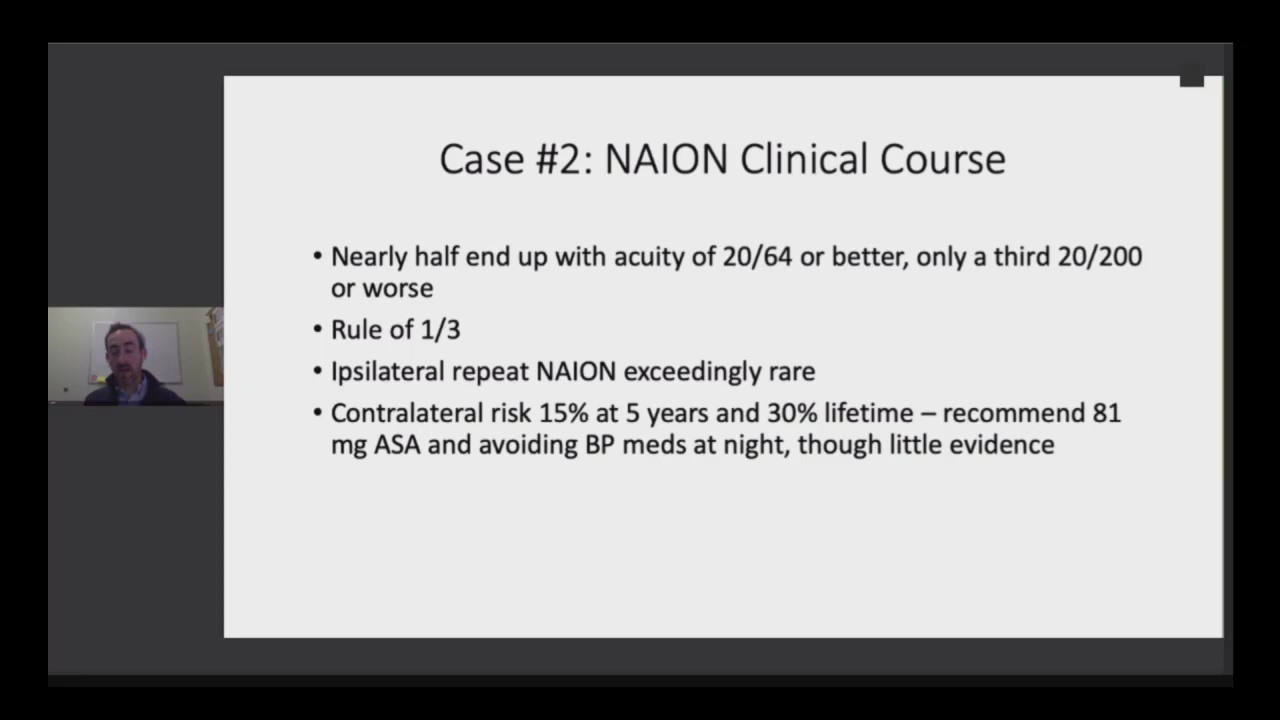 Case #2: NAION Clinical Course
• Nearly half end up with acuity of 20/64 or better, only a third 20/200
or worse
• Rule of 1/3
• Ipsilateral repeat NAION exceedingly rare
• Contralateral risk 15% at 5 years and 30% lifetime – recommend 81
mg ASA and avoiding BP meds at night, though little evidence